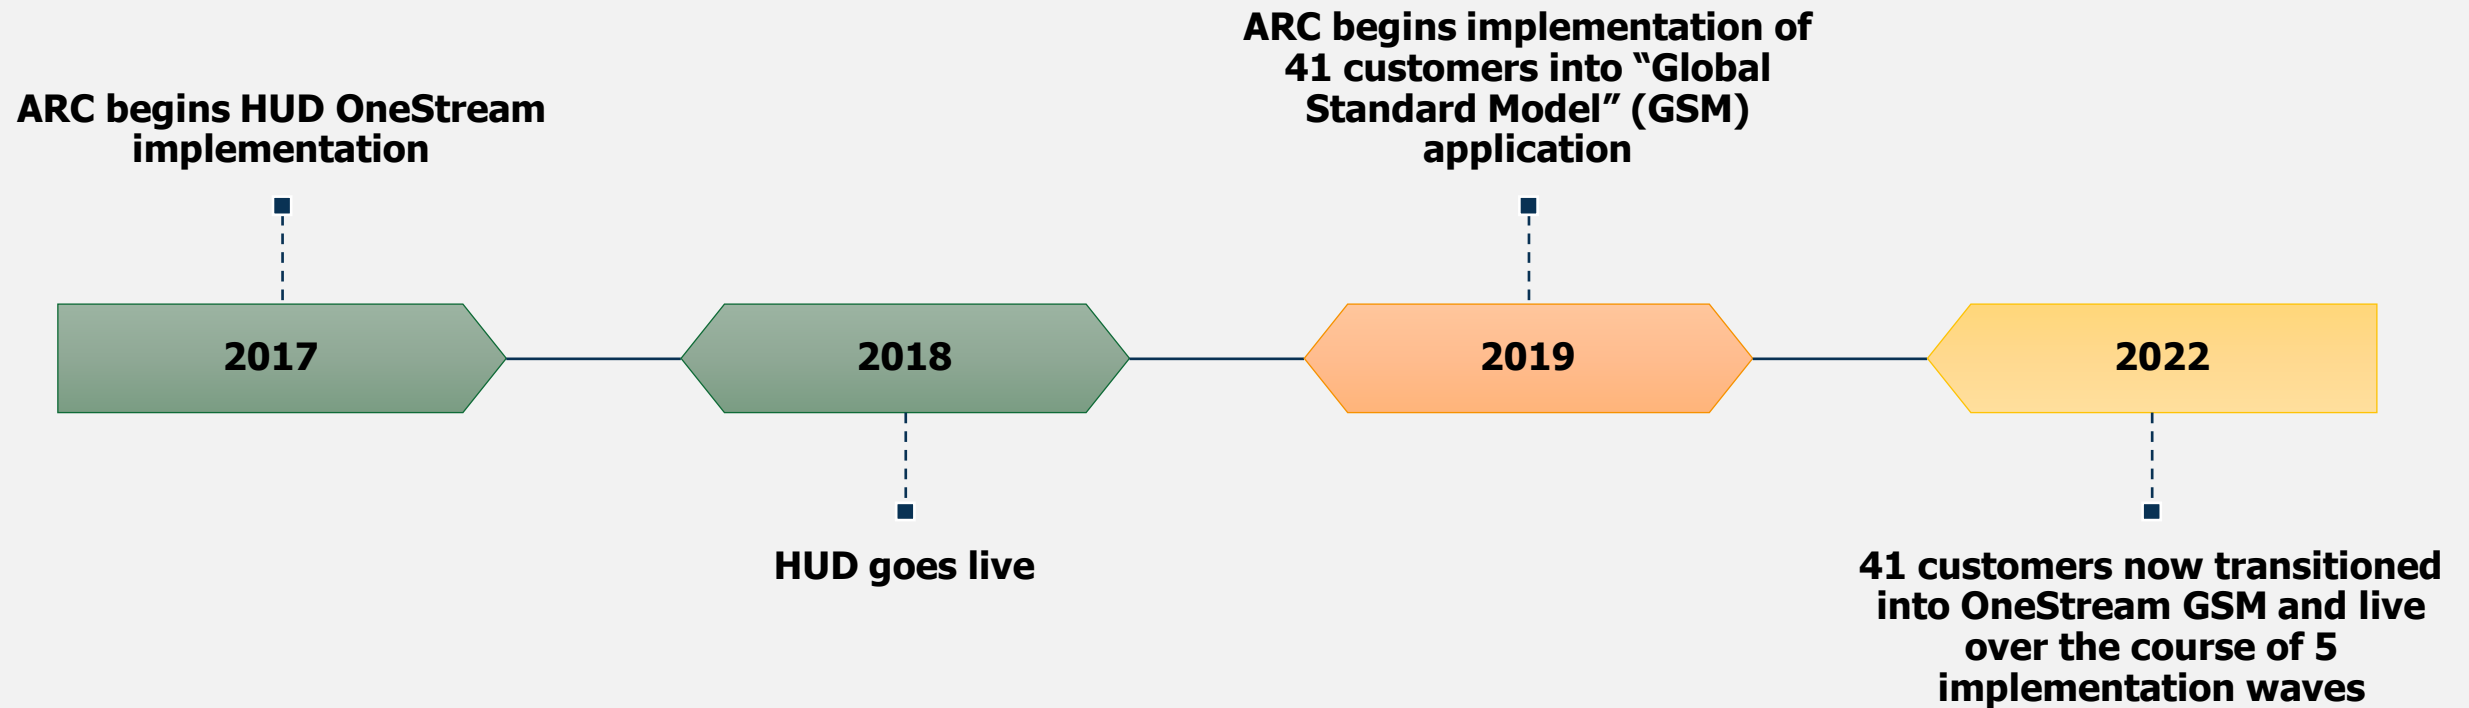 ARC begins HUD OneStream
implementation
ARC begins implementation of
41 customers into “Global
Standard Model” (GSM)
application
2017
2018
2019
2022
HUD goes live
41 customers now transitioned
into OneStream GSM and live
over the course of 5
implementation waves